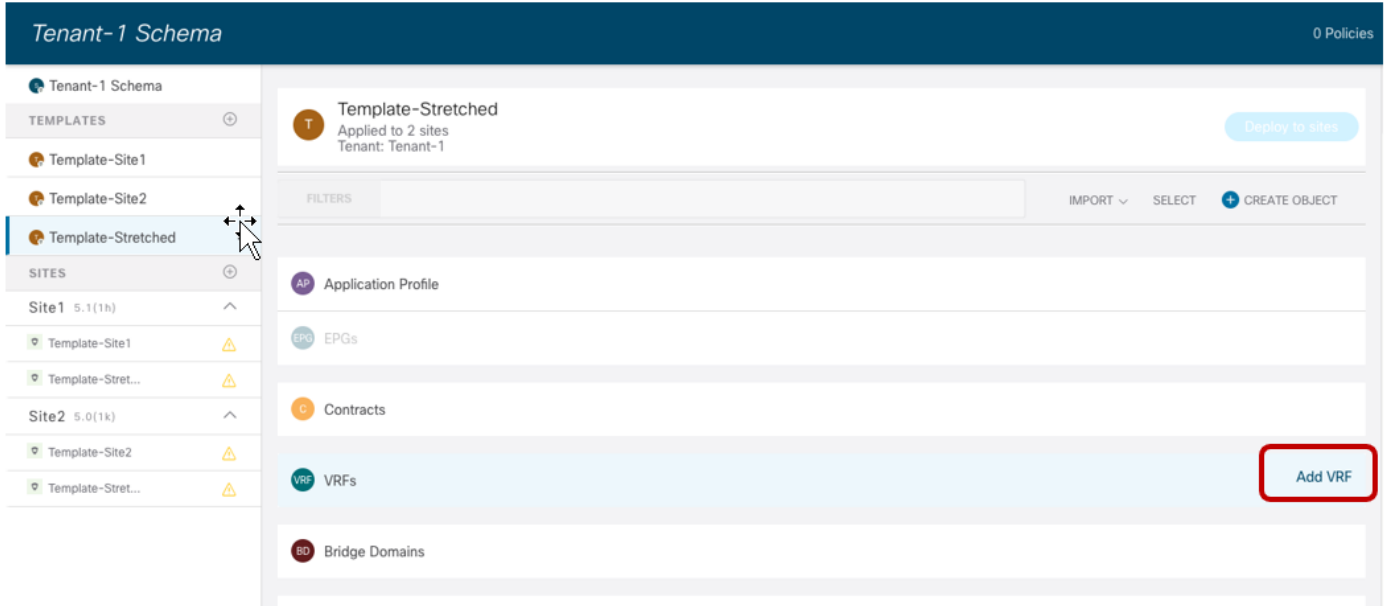 Tenant-1 Schema
0 Policies
Tenant-1 Schema
TEMPLATES
Template-Site1
Template-Site2
Template-Stretched
SITES
Site1 5.1(1h)
Template-Site1
Template-Stret...
Site2 5.0(1k)
Template-Site2
Template-Stret...
T
Template-Stretched
Applied to 2 sites
Tenant: Tenant-1
Deploy to sites
FILTERS
IMPORT
SELECT
CREATE OBJECT
AP Application Profile
EPG EPGs
C Contracts
VRF VRFs
Add VRF
BD Bridge Domains